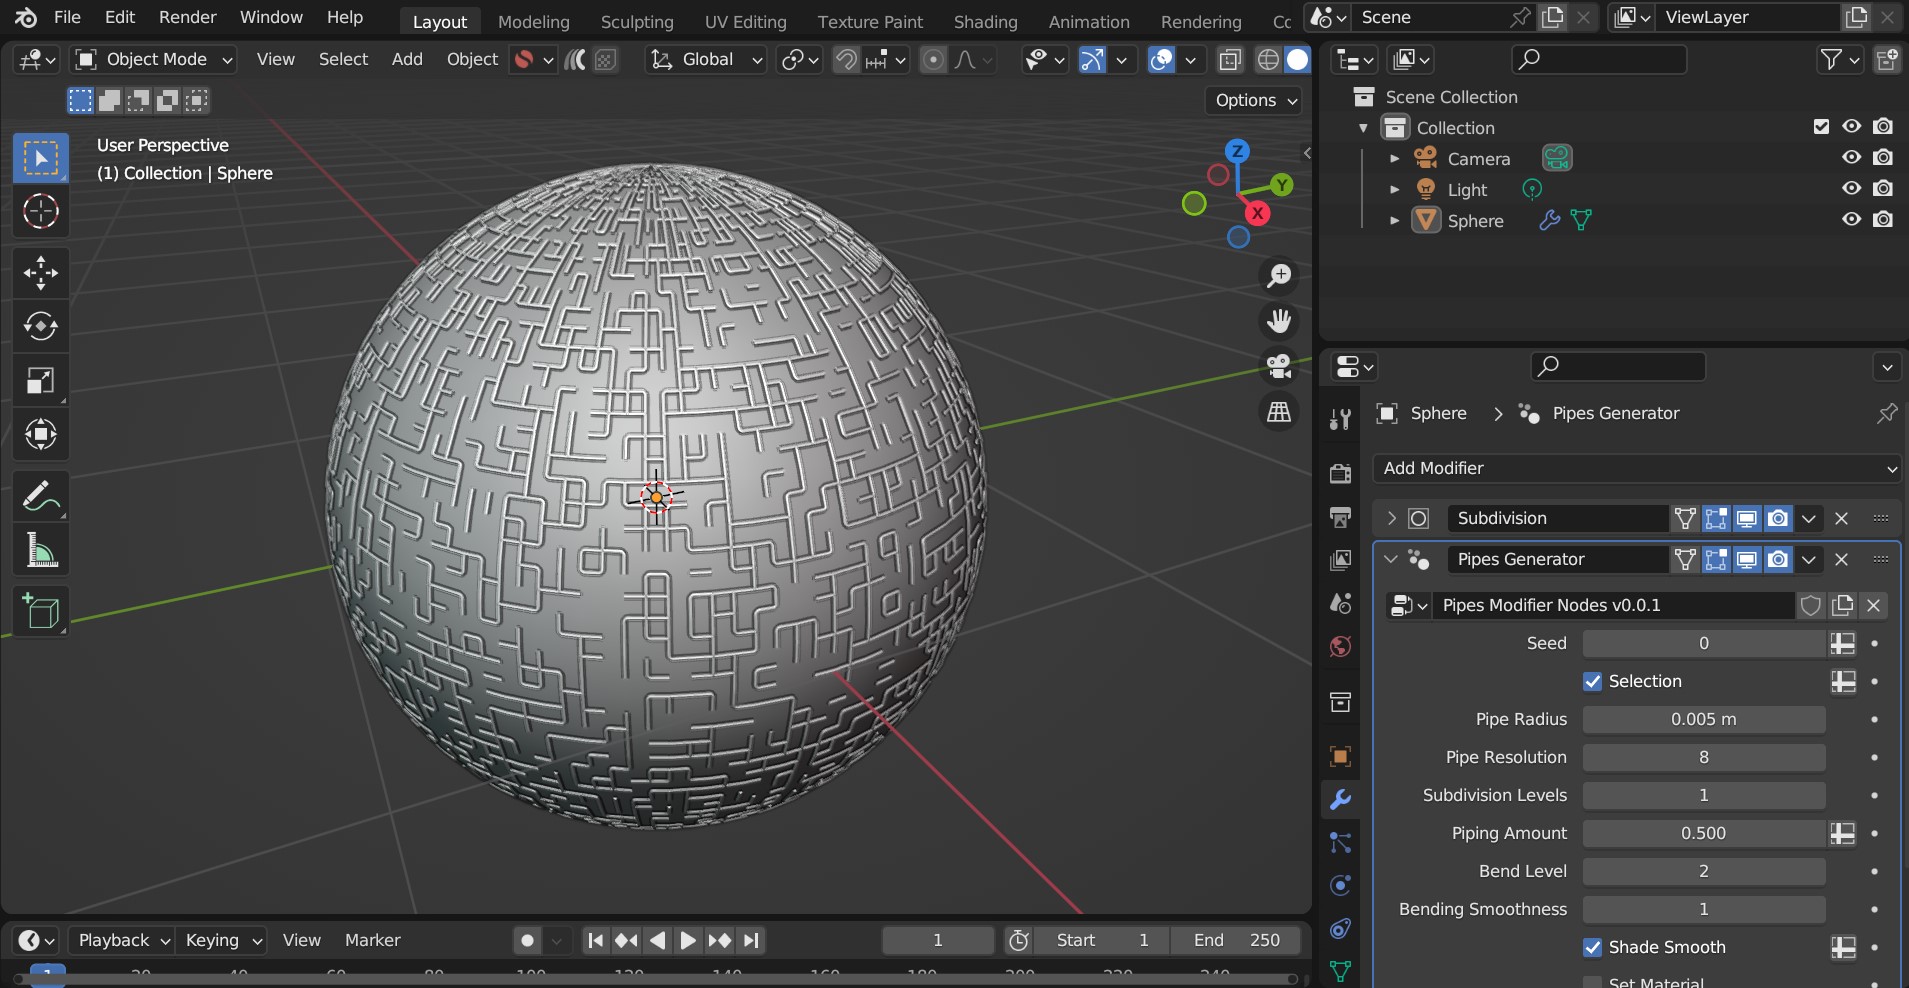 File Edit Render Window Help Layout Modeling Sculpting UV Editing Texture Paint Shading Animation Rendering Scene ViewLayer
Object Mode View Select Add Object Global
Options
User Perspective
(1) Collection | Sphere
Z
Y
X
Scene Collection
Collection
Camera
Light
Sphere
Sphere Pipes Generator
Add Modifier
Subdivision
Pipes Generator
Pipes Modifier Nodes v0.0.1
Seed 0
Selection
Pipe Radius 0.005 m
Pipe Resolution 8
Subdivision Levels 1
Piping Amount 0.500
Bend Level 2
Bending Smoothness 1
Shade Smooth
Set Material
Playback Keying View Marker 1 Start 1 End 250
1 20 40 60 80 100 120 140 160 180 200 220 240